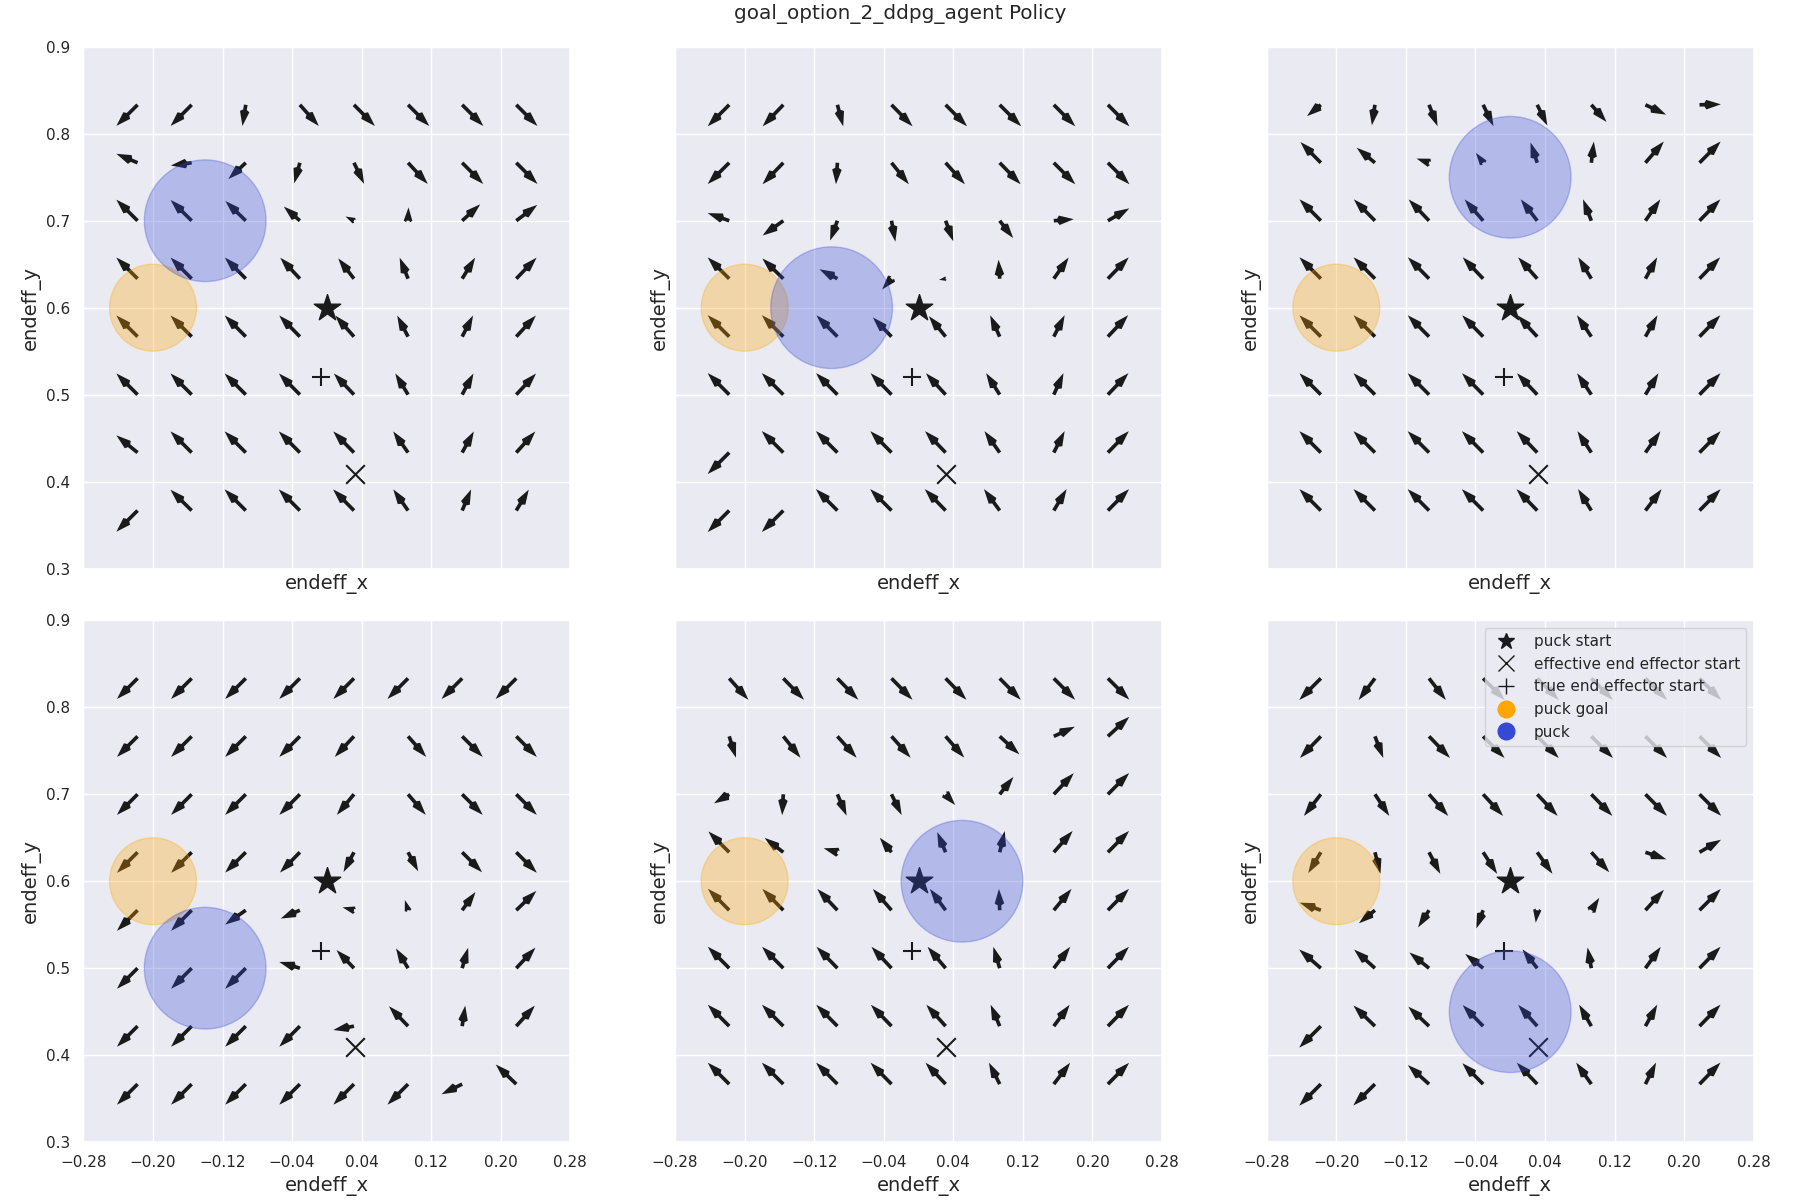 goal_option_2_ddpg_agent Policy
0.9
0.8
0.7
0.6
0.5
0.4
0.3
endeff_y
endeff_x
endeff_y
endeff_x
endeff_y
endeff_x
0.9
0.8
0.7
0.6
0.5
0.4
0.3
endeff_y
−0.28 −0.20 −0.12 −0.04 0.04 0.12 0.20 0.28
endeff_x
endeff_y
−0.28 −0.20 −0.12 −0.04 0.04 0.12 0.20 0.28
endeff_x
endeff_y
puck start
effective end effector start
true end effector start
puck goal
puck
−0.28 −0.20 −0.12 −0.04 0.04 0.12 0.20 0.28
endeff_x